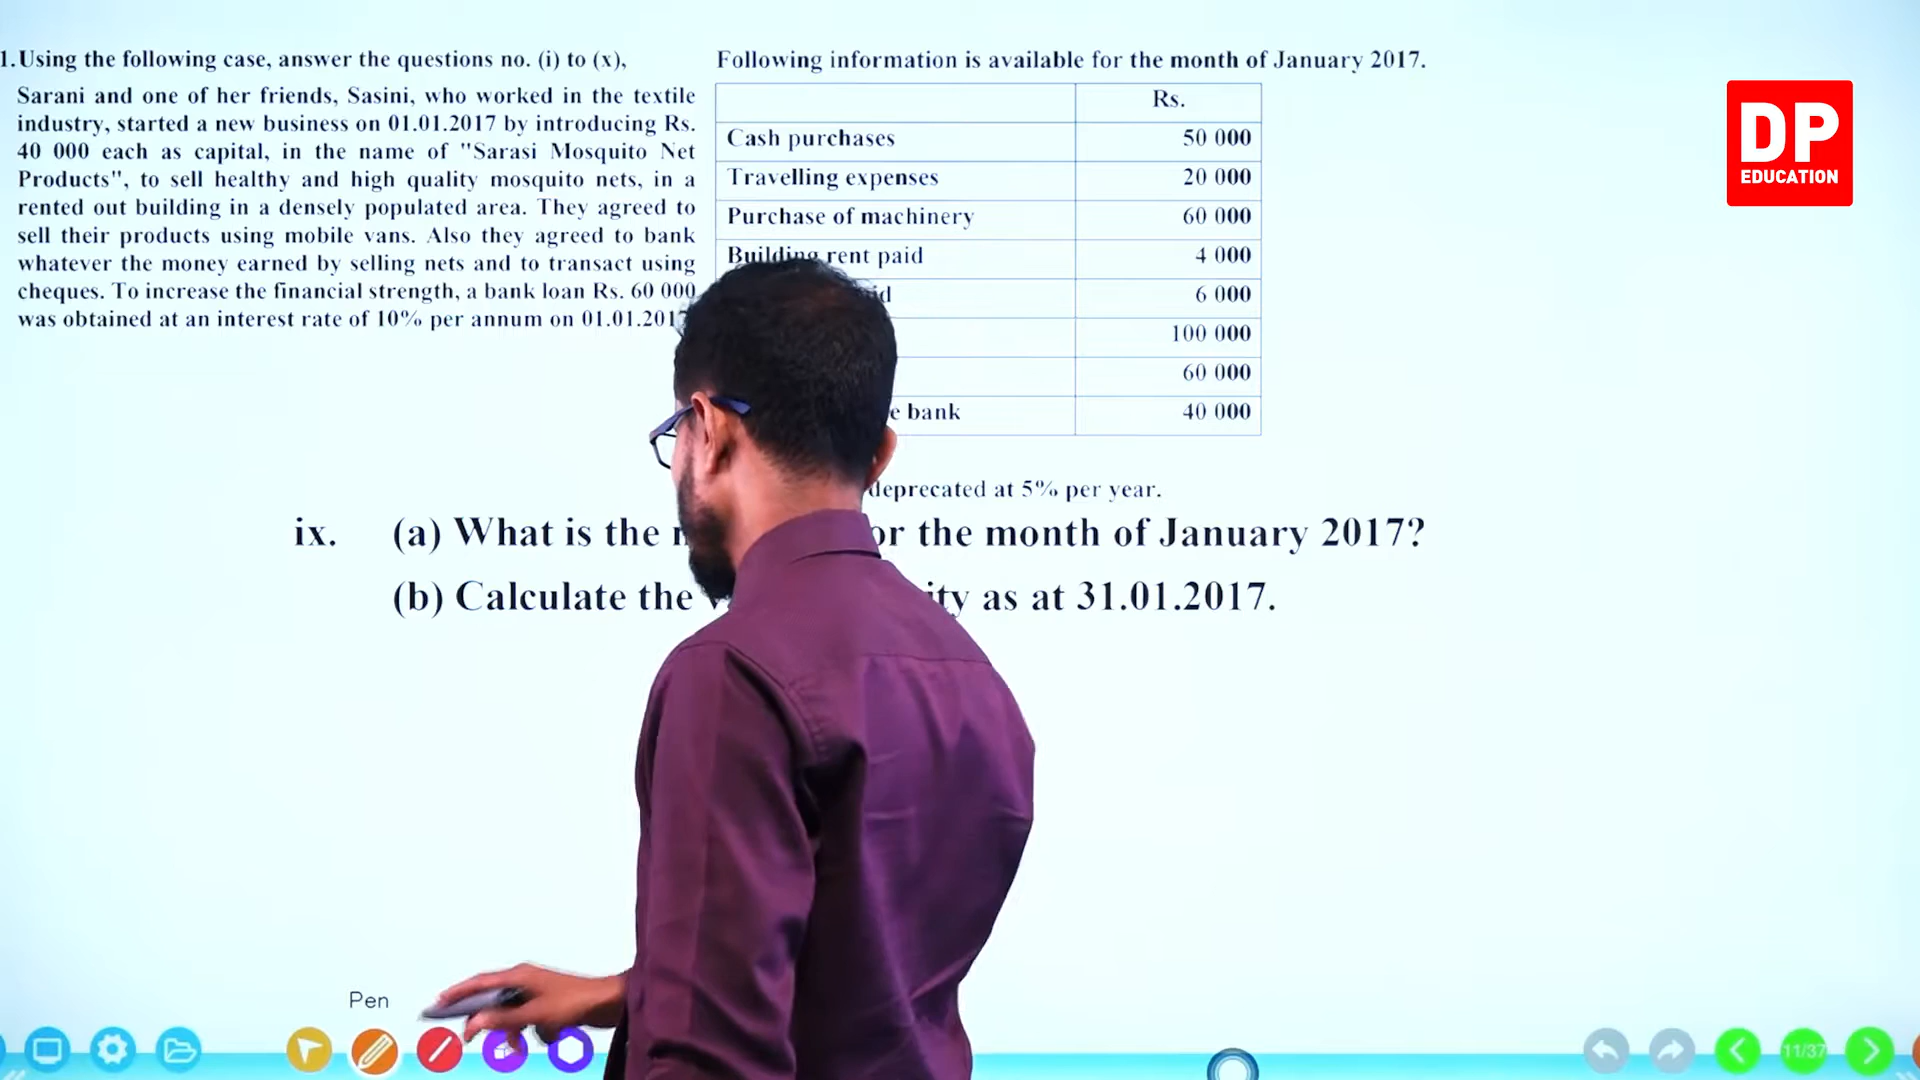 1.Using the following case, answer the questions no. (i) to (x),
Sarani and one of her friends, Sasini, who worked in the textile
industry, started a new business on 01.01.2017 by introducing Rs.
40 000 each as capital, in the name of "Sarasi Mosquito Net
Products", to sell healthy and high quality mosquito nets, in a
rented out building in a densely populated area. They agreed to
sell their products using mobile vans. Also they agreed to bank
whatever the money earned by selling nets and to transact using
cheques. To increase the financial strength, a bank loan Rs. 60 000
was obtained at an interest rate of 10% per annum on 01.01.2017
Following information is available for the month of January 2017.
Rs.
Cash purchases 50 000
Travelling expenses 20 000
Purchase of machinery 60 000
Building rent paid 4 000
6 000
100 000
60 000
bank 40 000
deprecated at 5% per year.
ix. (a) What is the for the month of January 2017?
(b) Calculate the as at 31.01.2017.
DP
EDUCATION
Pen
11/37